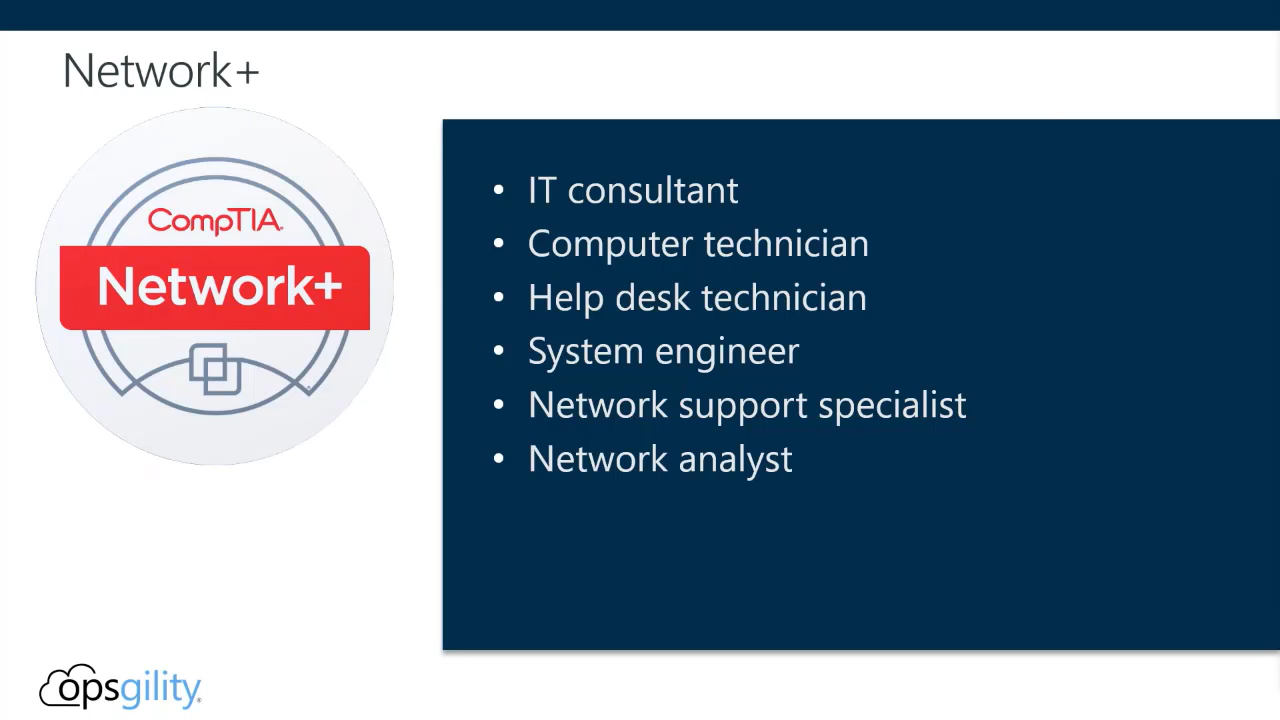 Network+
CompTIA.
Network+
• IT consultant
• Computer technician
• Help desk technician
• System engineer
• Network support specialist
• Network analyst
opsgility®